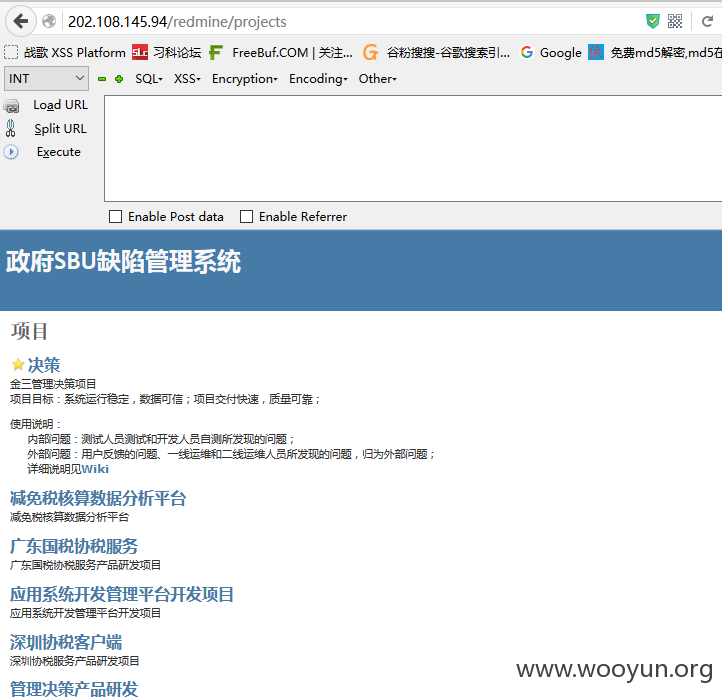 202.108.145.94/redmine/projects
战歌 XSS Platform 习科论坛 FreeBuf.COM | 关注... 谷粉搜搜-谷歌搜索引... Google 免费md5解密,md5在
INT SQL▾ XSS▾ Encryption▾ Encoding▾ Other▾
Load URL
Split URL
Execute
Enable Post data Enable Referrer
政府SBU缺陷管理系统
项目
决策
金三管理决策项目
项目目标：系统运行稳定，数据可信；项目交付快速，质量可靠；
使用说明：
内部问题：测试人员测试和开发人员自测所发现的问题；
外部问题：用户反馈的问题、一线运维和二线运维人员所发现的问题，归为外部问题；
详细说明见Wiki
减免税核算数据分析平台
减免税核算数据分析平台
广东国税协税服务
广东国税协税服务产品研发项目
应用系统开发管理平台开发项目
应用系统开发管理平台开发项目
深圳协税客户端
深圳协税服务产品研发项目
管理决策产品研发
www.wooyun.org